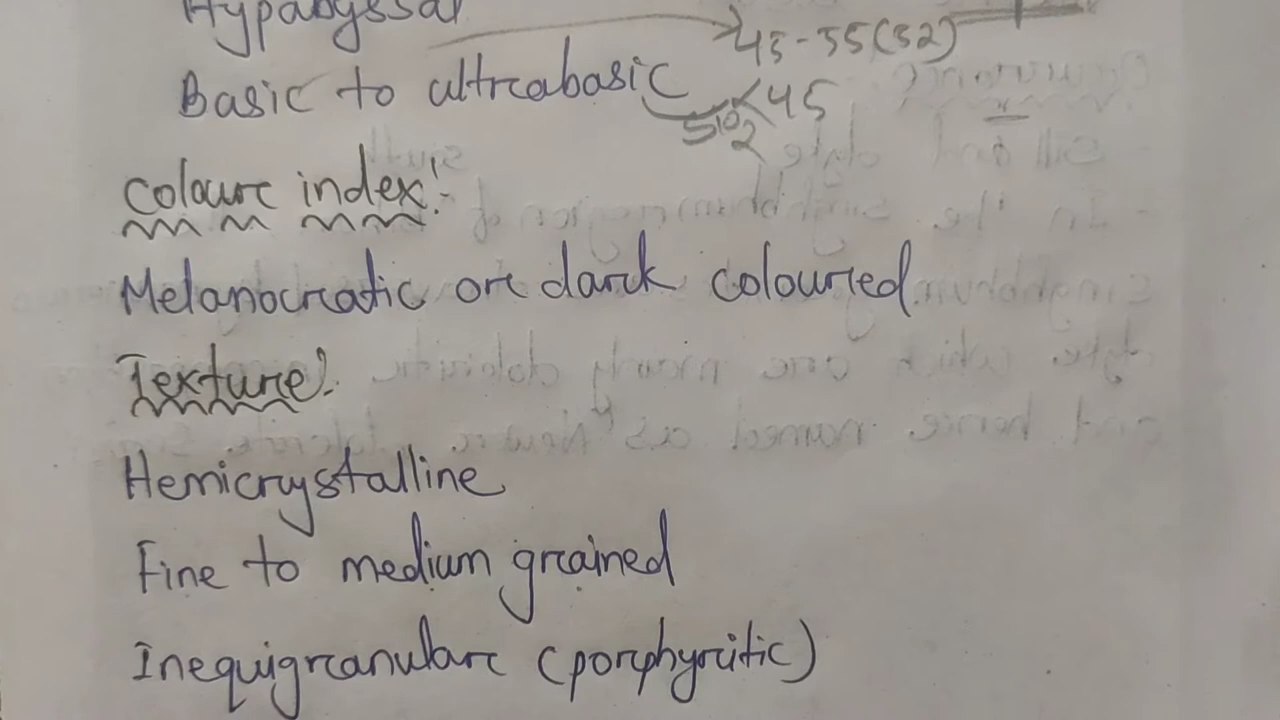 Hypabyssal
45-55(52)
Basic to ultrabasic
SiO2 <45
Colour index:-
Melanocratic or dark coloured.
Texture:-
Hemicrystalline
Fine to medium grained
Inequigranular (porphyritic)